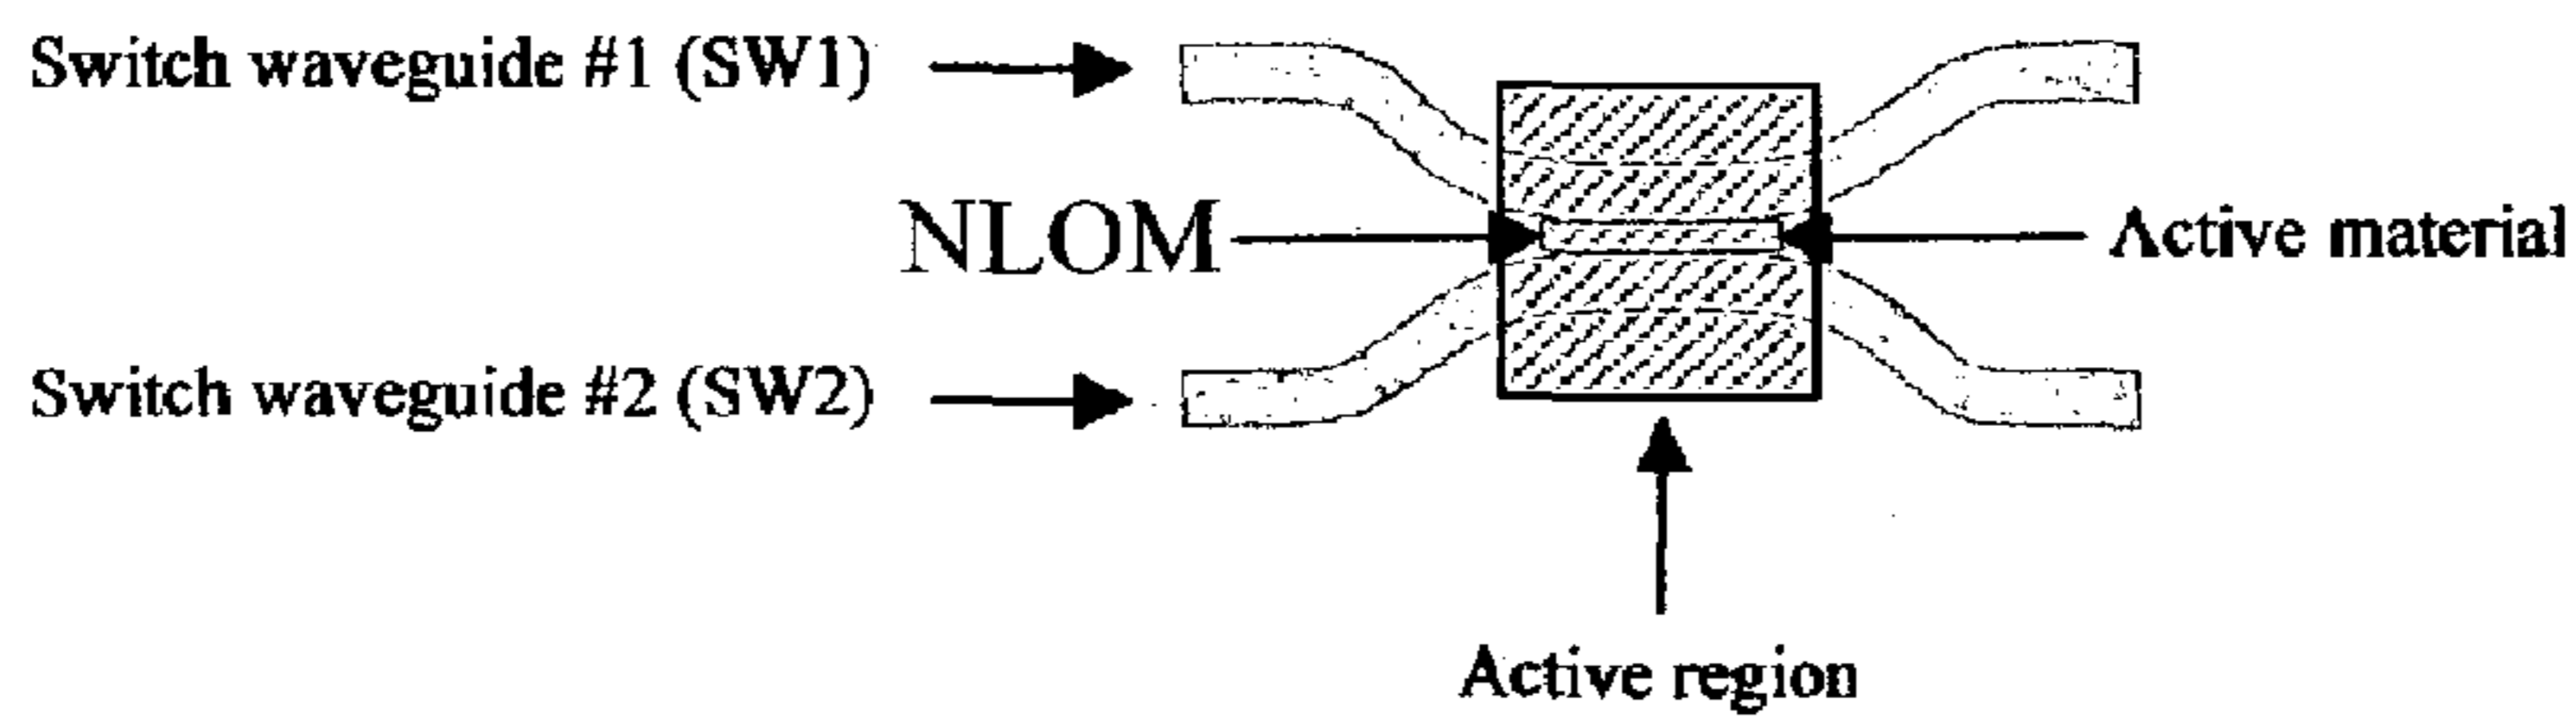 Switch waveguide #1 (SW1)
NLOM
Active material
Switch waveguide #2 (SW2)
Active region